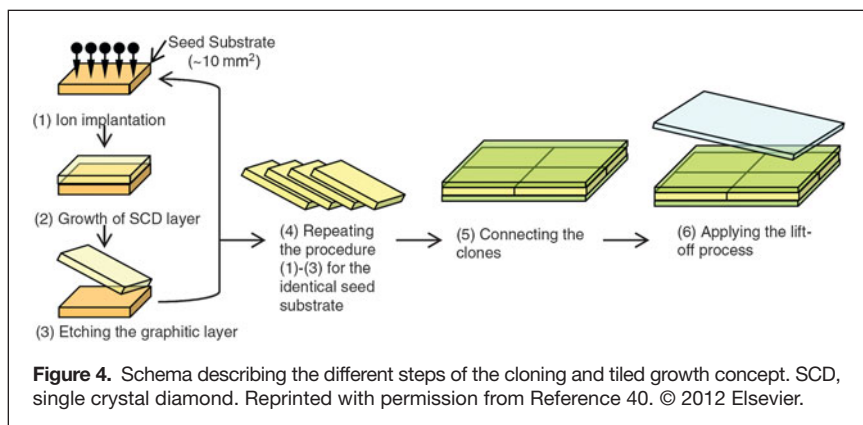 Seed Substrate
(~10 mm²)
(1) Ion implantation
(2) Growth of SCD layer
(3) Etching the graphitic layer
(4) Repeating
the procedure
(1)-(3) for the
identical seed
substrate
(5) Connecting the
clones
(6) Applying the lift-
off process
Figure 4. Schema describing the different steps of the cloning and tiled growth concept. SCD,
single crystal diamond. Reprinted with permission from Reference 40. © 2012 Elsevier.